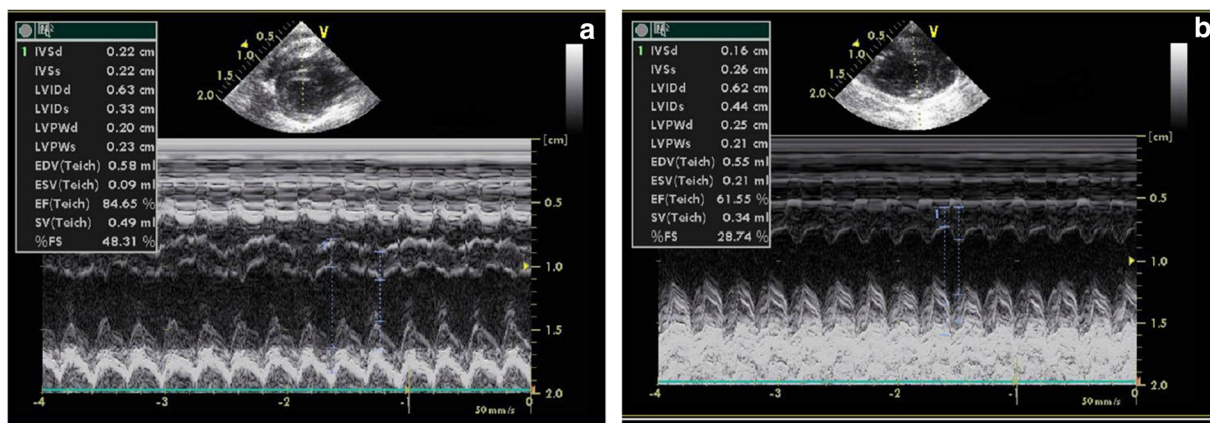 a
1 IVSd 0.22 cm
IVSs 0.22 cm
LVIDd 0.63 cm
LVIDs 0.33 cm
LVPWd 0.20 cm
LVPWs 0.23 cm
EDV(Teich) 0.58 ml
ESV(Teich) 0.09 ml
EF(Teich) 84.65 %
SV(Teich) 0.49 ml
%FS 48.31 %
V
0.5
1.0
1.5
2.0
[cm]
0.5
1.0
1.5
2.0
-4 -3 -2 -1 0
50 mm/s
b
1 IVSd 0.16 cm
IVSs 0.26 cm
LVIDd 0.62 cm
LVIDs 0.44 cm
LVPWd 0.25 cm
LVPWs 0.21 cm
EDV(Teich) 0.55 ml
ESV(Teich) 0.21 ml
EF(Teich) 61.55 %
SV(Teich) 0.34 ml
%FS 28.74 %
V
0.5
1.0
1.5
2.0
[cm]
0.5
1.0
1.5
2.0
-4 -3 -2 -1 0
50 mm/s